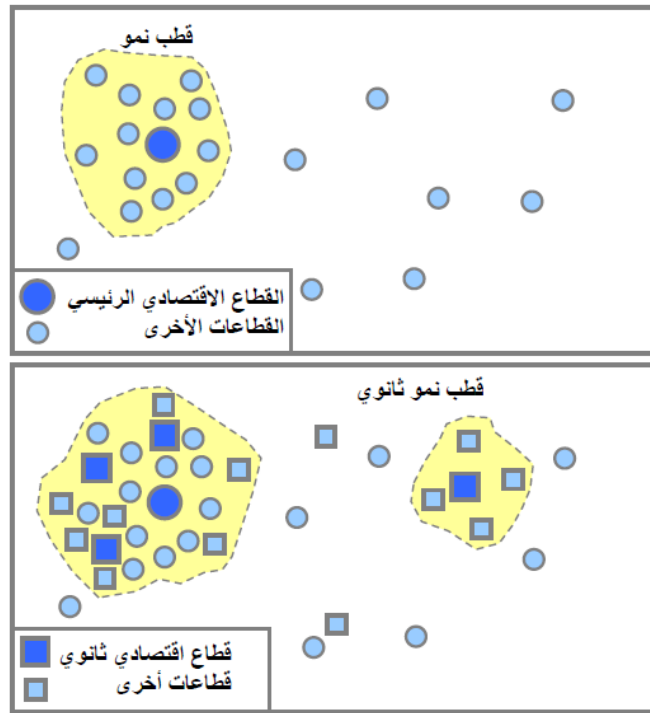 قطب نمو
القطاع الاقتصادي الرئيسي
القطاعات الأخرى
قطب نمو ثانوي
قطاع اقتصادي ثانوي
قطاعات أخرى